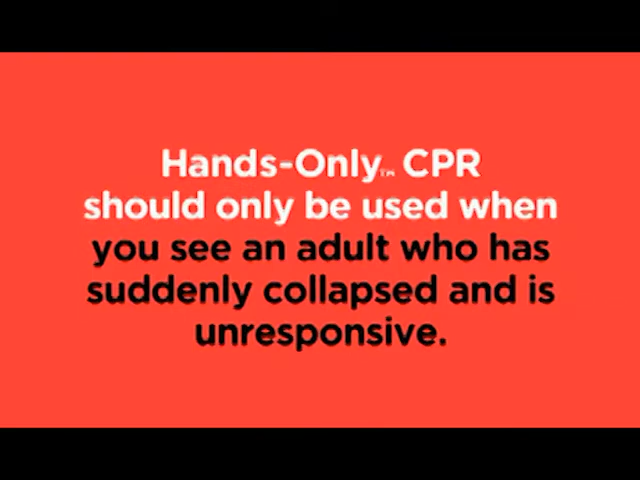 Hands-Only™ CPR
should only be used when
you see an adult who has
suddenly collapsed and is
unresponsive.